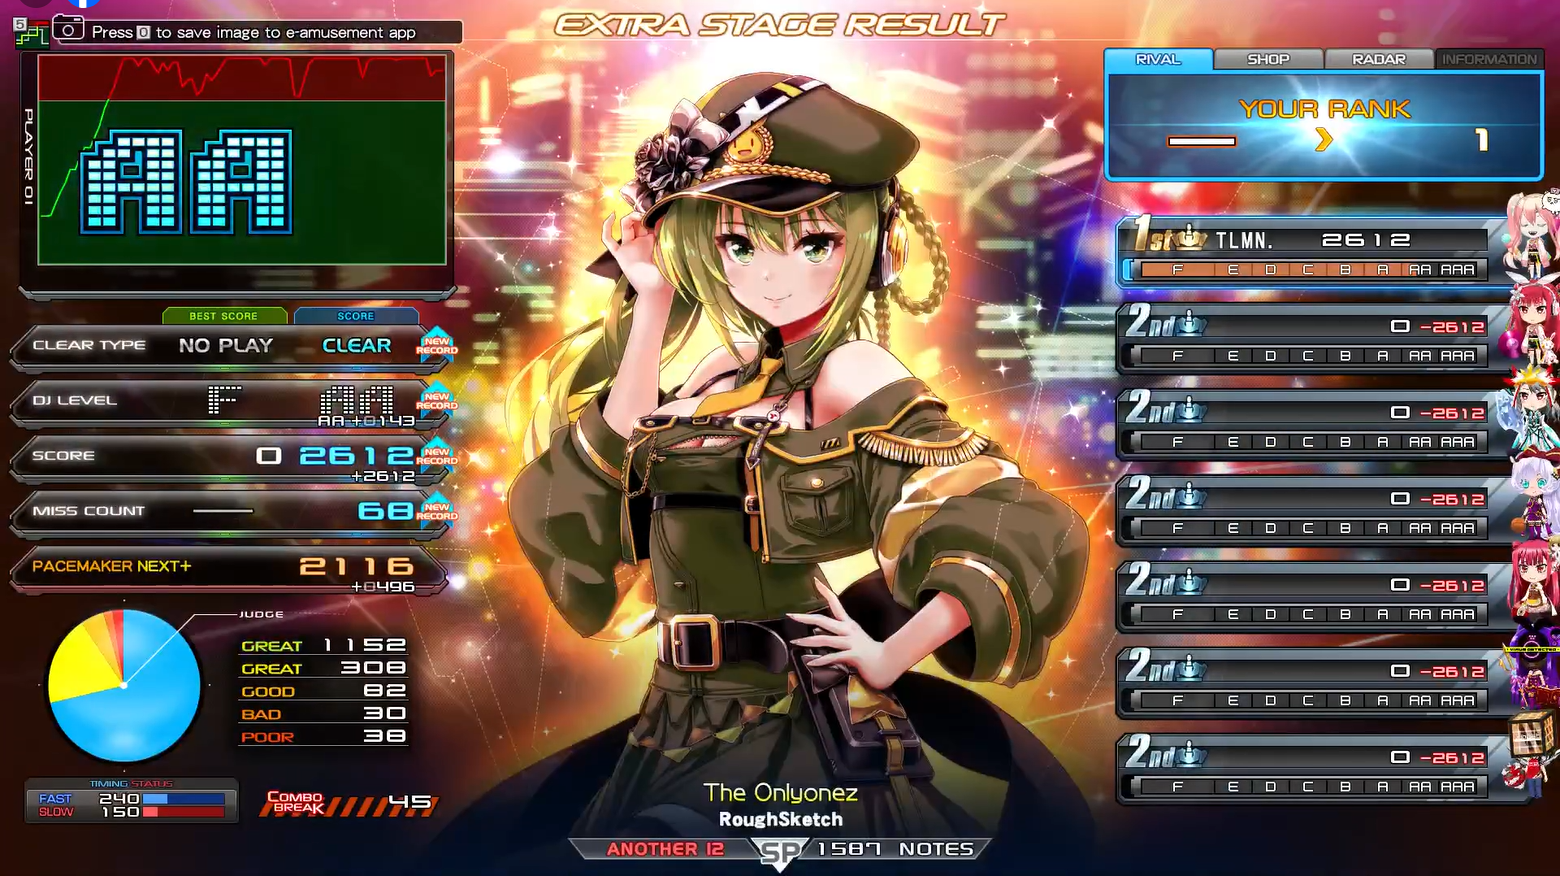 5
Press 0 to save image to e-amusement app
EXTRA STAGE RESULT
RIVAL SHOP RADAR INFORMATION
PLAYER 01
AA
YOUR RANK
1
1st TLMN. 2612
F E D C B A AA AAA
2nd 0 -2612
F E D C B A AA AAA
2nd 0 -2612
F E D C B A AA AAA
2nd 0 -2612
F E D C B A AA AAA
2nd 0 -2612
F E D C B A AA AAA
2nd 0 -2612
F E D C B A AA AAA
2nd 0 -2612
F E D C B A AA AAA
BEST SCORE SCORE
CLEAR TYPE NO PLAY CLEAR NEW RECORD
DJ LEVEL F AA NEW RECORD
AA +0143
SCORE 0 2612 NEW RECORD
+2612
MISS COUNT 68 NEW RECORD
PACEMAKER NEXT+ 2116
+0496
JUDGE
GREAT 1152
GREAT 308
GOOD 82
BAD 30
POOR 38
TIMING STATUS
FAST 240
SLOW 150
COMBO BREAK 45
The Onlyonez
RoughSketch
ANOTHER 12 SP 1587 NOTES